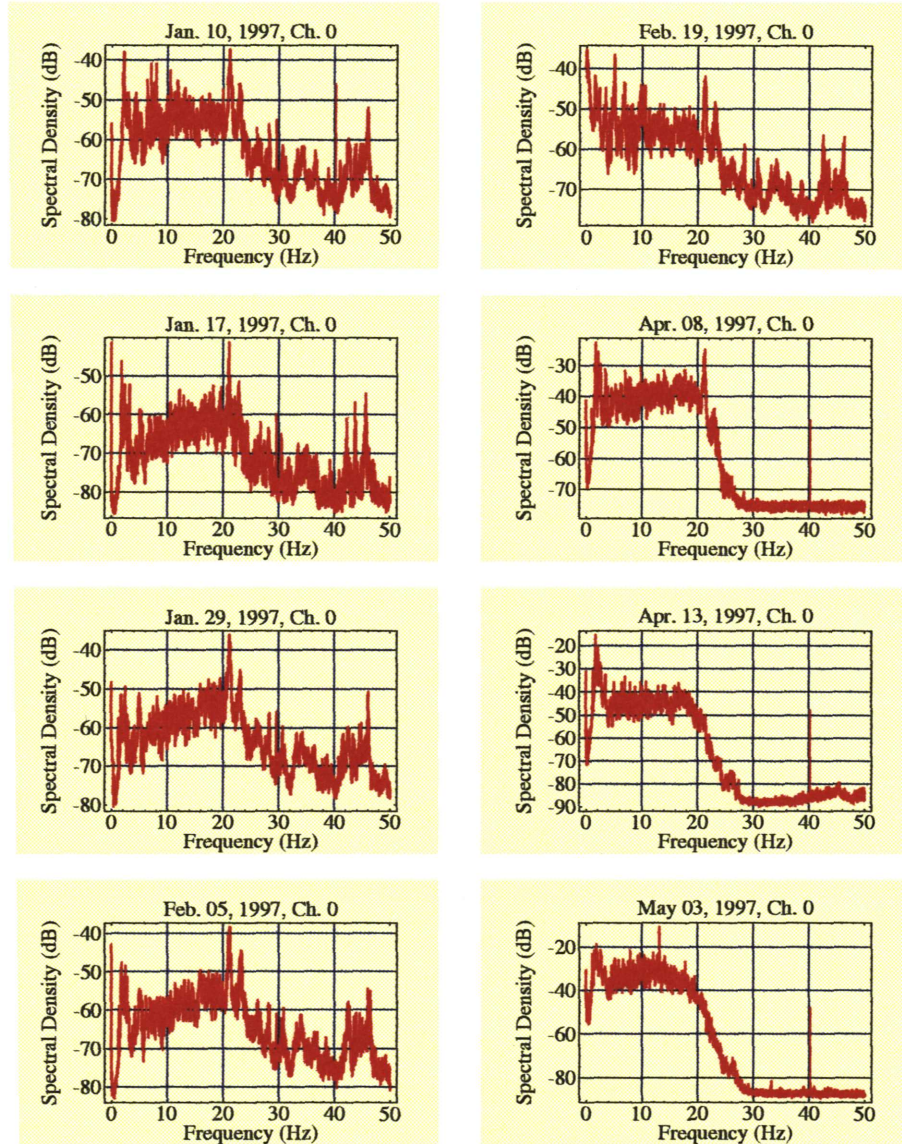 Jan. 10, 1997, Ch. 0
Spectral Density (dB)
-40
-50
-60
-70
-80
0 10 20 30 40 50
Frequency (Hz)
Feb. 19, 1997, Ch. 0
Spectral Density (dB)
-40
-50
-60
-70
0 10 20 30 40 50
Frequency (Hz)
Jan. 17, 1997, Ch. 0
Spectral Density (dB)
-50
-60
-70
-80
0 10 20 30 40 50
Frequency (Hz)
Apr. 08, 1997, Ch. 0
Spectral Density (dB)
-30
-40
-50
-60
-70
0 10 20 30 40 50
Frequency (Hz)
Jan. 29, 1997, Ch. 0
Spectral Density (dB)
-40
-50
-60
-70
-80
0 10 20 30 40 50
Frequency (Hz)
Apr. 13, 1997, Ch. 0
Spectral Density (dB)
-20
-30
-40
-50
-60
-70
-80
-90
0 10 20 30 40 50
Frequency (Hz)
Feb. 05, 1997, Ch. 0
Spectral Density (dB)
-40
-50
-60
-70
-80
0 10 20 30 40 50
Frequency (Hz)
May 03, 1997, Ch. 0
Spectral Density (dB)
-20
-40
-60
-80
0 10 20 30 40 50
Frequency (Hz)